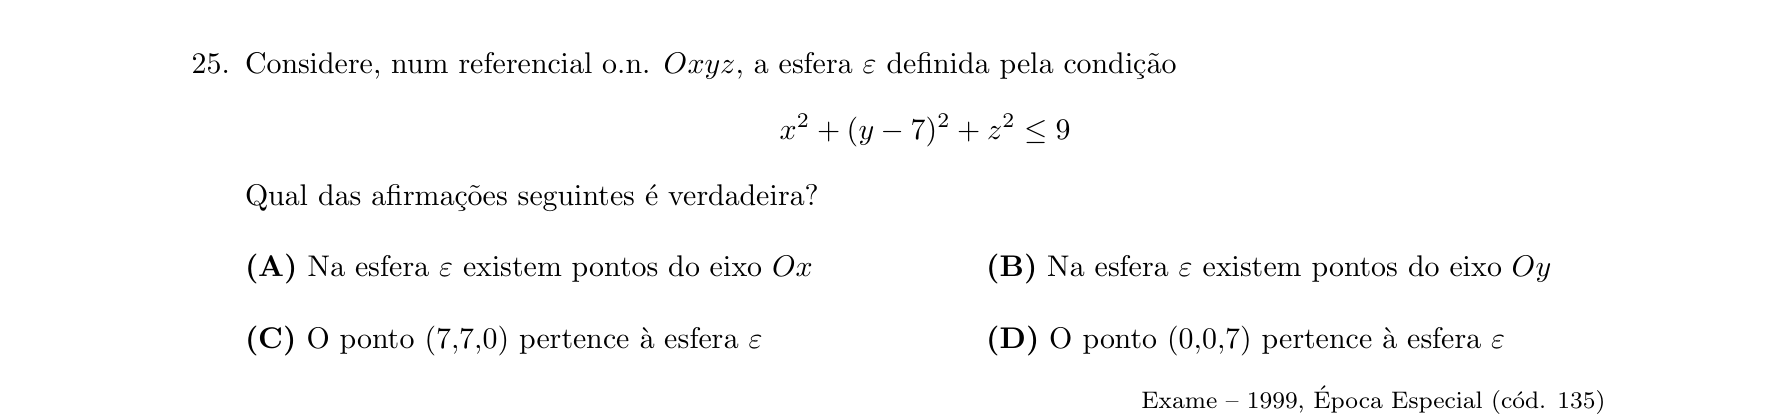 25. Considere, num referencial o.n. Oxyz, a esfera ε definida pela condição
x² + (y − 7)² + z² ≤ 9
Qual das afirmações seguintes é verdadeira?
(A) Na esfera ε existem pontos do eixo Ox (B) Na esfera ε existem pontos do eixo Oy
(C) O ponto (7,7,0) pertence à esfera ε (D) O ponto (0,0,7) pertence à esfera ε
Exame – 1999, Época Especial (cód. 135)